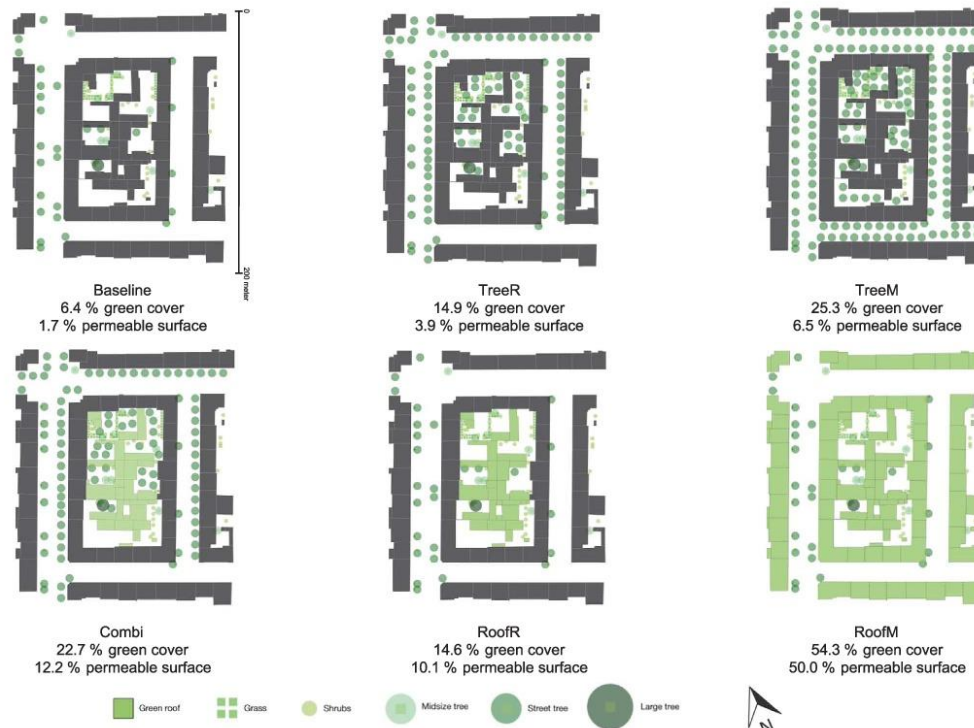 0
200 meter
Baseline
6.4 % green cover
1.7 % permeable surface
TreeR
14.9 % green cover
3.9 % permeable surface
TreeM
25.3 % green cover
6.5 % permeable surface
Combi
22.7 % green cover
12.2 % permeable surface
RoofR
14.6 % green cover
10.1 % permeable surface
RoofM
54.3 % green cover
50.0 % permeable surface
Green roof
Grass
Shrubs
Midsize tree
Street tree
Large tree
N